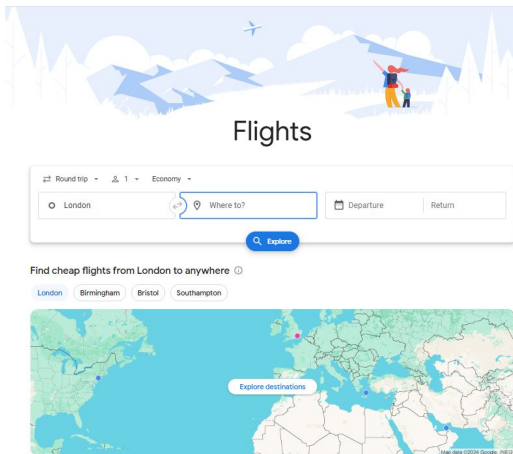 Flights
Round trip 1 Economy
London Where to? Departure Return
Explore
Find cheap flights from London to anywhere
London Birmingham Bristol Southampton
Explore destinations
Map data ©2024 Google, INEGI